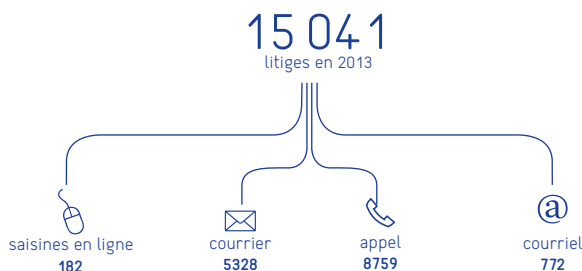 15 041
litiges en 2013
@
saisines en ligne
182
courrier
5328
appel
8759
courriel
772